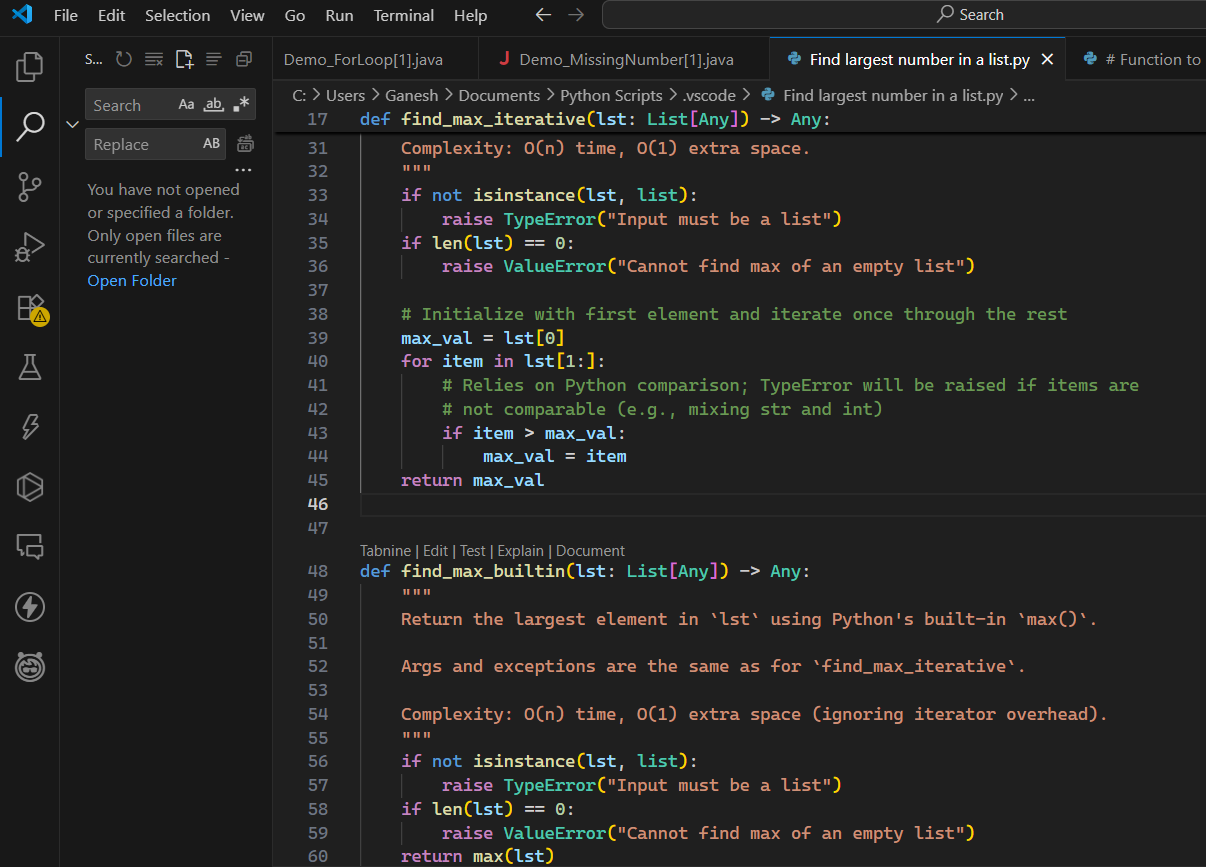 File Edit Selection View Go Run Terminal Help
Search
S...
Demo_ForLoop[1].java
Demo_MissingNumber[1].java
Find largest number in a list.py
# Function to
Search Aa ab .*
Replace AB
You have not opened
or specified a folder.
Only open files are
currently searched -
Open Folder
C: > Users > Ganesh > Documents > Python Scripts > .vscode > Find largest number in a list.py > ...
17 def find_max_iterative(lst: List[Any]) -> Any:
31     Complexity: O(n) time, O(1) extra space.
32     """
33     if not isinstance(lst, list):
34         raise TypeError("Input must be a list")
35     if len(lst) == 0:
36         raise ValueError("Cannot find max of an empty list")
37
38     # Initialize with first element and iterate once through the rest
39     max_val = lst[0]
40     for item in lst[1:]:
41         # Relies on Python comparison; TypeError will be raised if items are
42         # not comparable (e.g., mixing str and int)
43         if item > max_val:
44             max_val = item
45     return max_val
46
47
Tabnine | Edit | Test | Explain | Document
48 def find_max_builtin(lst: List[Any]) -> Any:
49     """
50     Return the largest element in `lst` using Python's built-in `max()`.
51
52     Args and exceptions are the same as for `find_max_iterative`.
53
54     Complexity: O(n) time, O(1) extra space (ignoring iterator overhead).
55     """
56     if not isinstance(lst, list):
57         raise TypeError("Input must be a list")
58     if len(lst) == 0:
59         raise ValueError("Cannot find max of an empty list")
60     return max(lst)